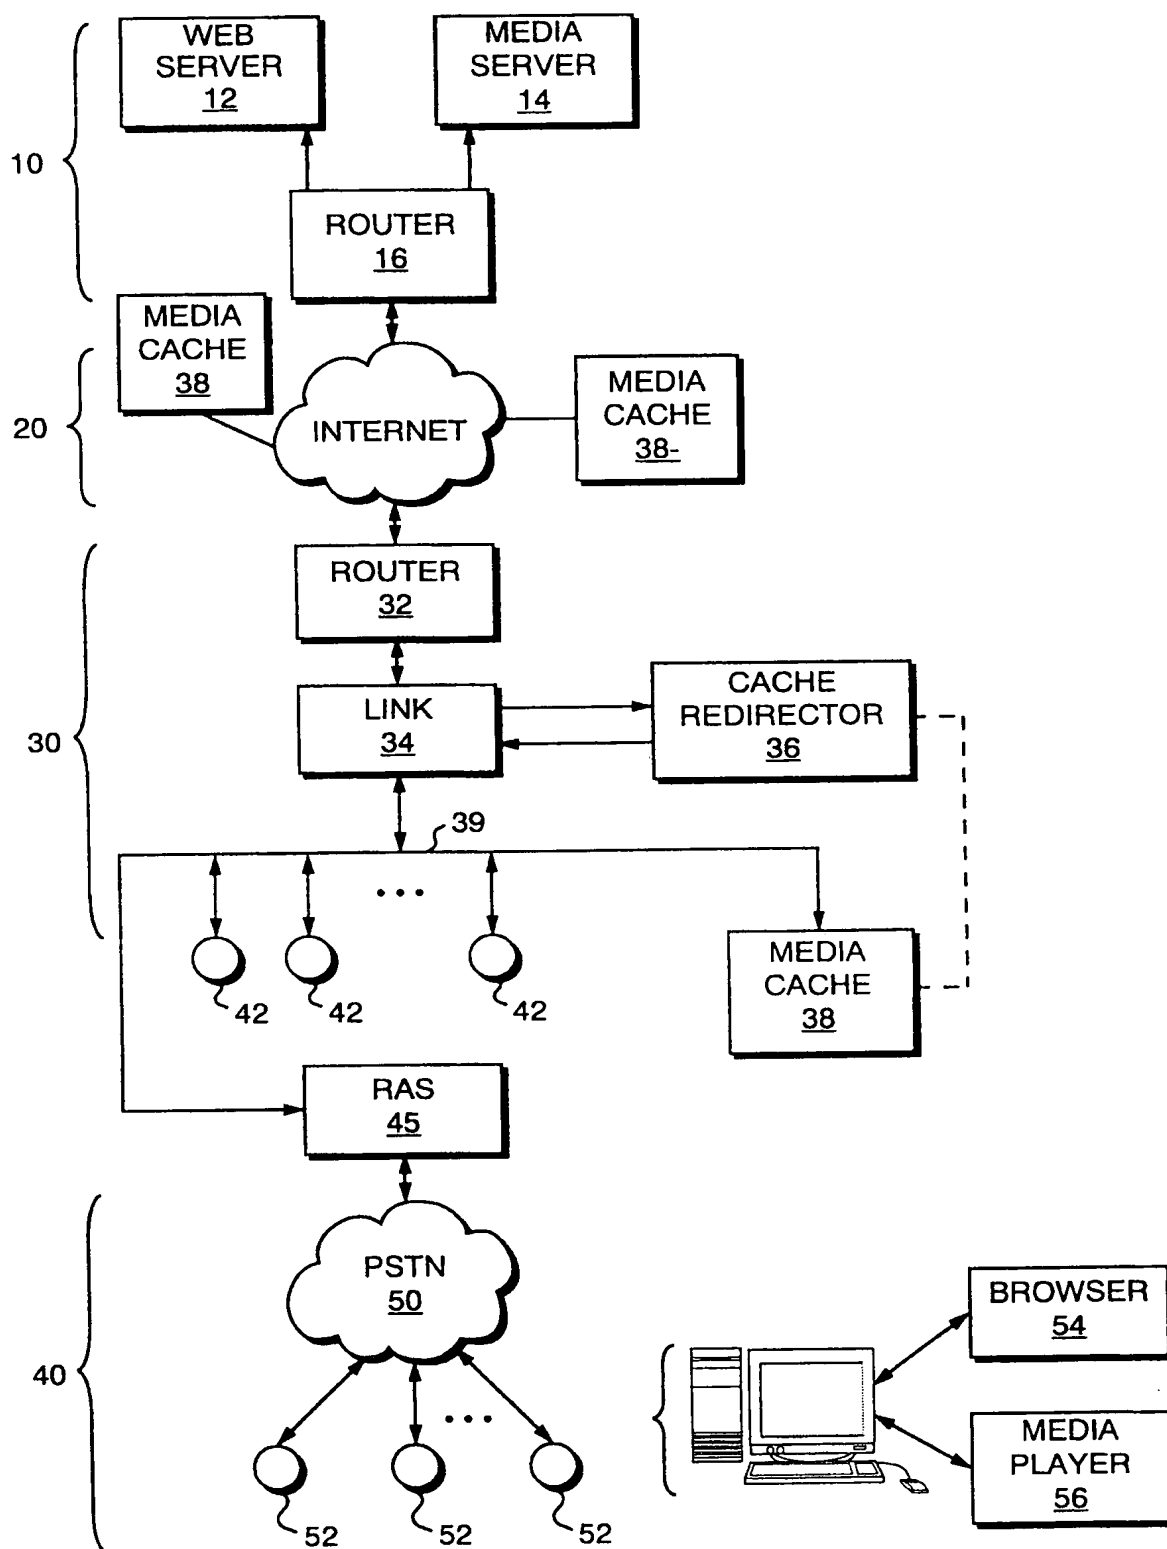 WEB
SERVER
12
MEDIA
SERVER
14
10
ROUTER
16
MEDIA
CACHE
38
20
INTERNET
MEDIA
CACHE
38-
ROUTER
32
30
LINK
34
CACHE
REDIRECTOR
36
39
...
42
42
42
MEDIA
CACHE
38
RAS
45
40
PSTN
50
...
52
52
52
BROWSER
54
MEDIA
PLAYER
56